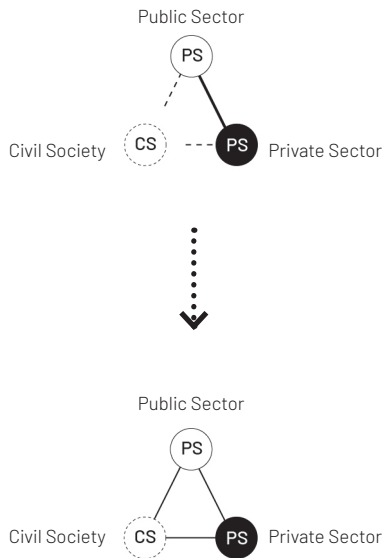 Public Sector
PS
Civil Society
CS
PS
Private Sector
Public Sector
PS
Civil Society
CS
PS
Private Sector